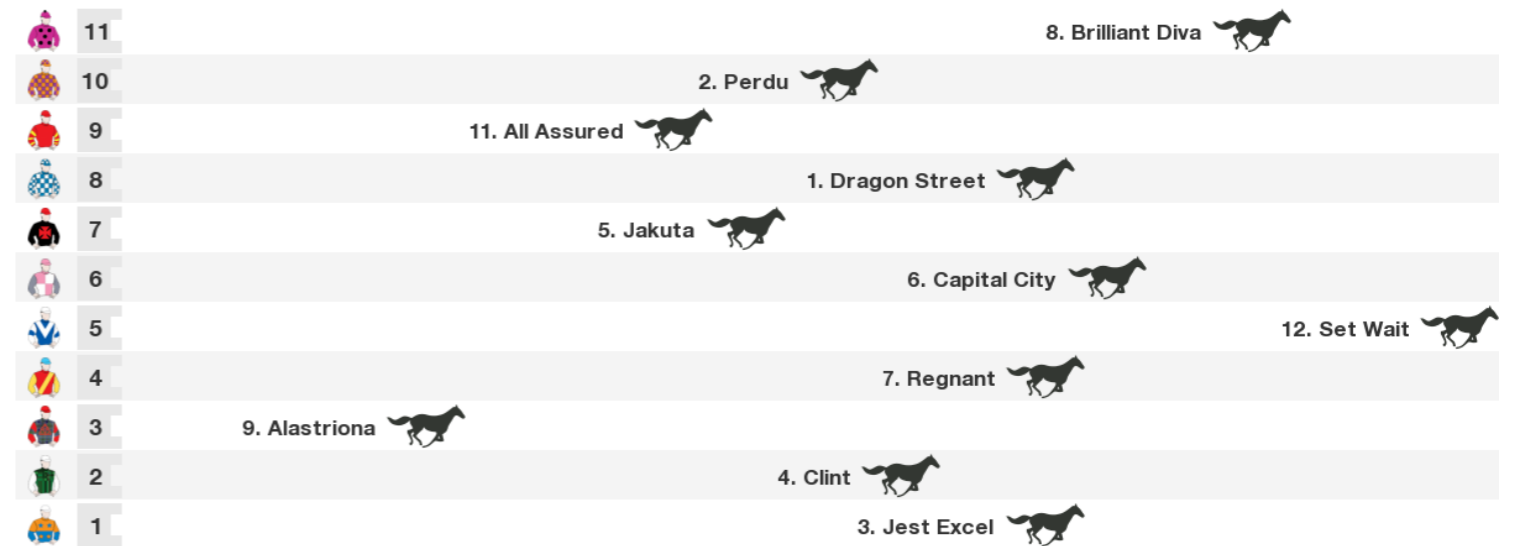 11 8. Brilliant Diva
10 2. Perdu
9 11. All Assured
8 1. Dragon Street
7 5. Jakuta
6 6. Capital City
5 12. Set Wait
4 7. Regnant
3 9. Alastriona
2 4. Clint
1 3. Jest Excel